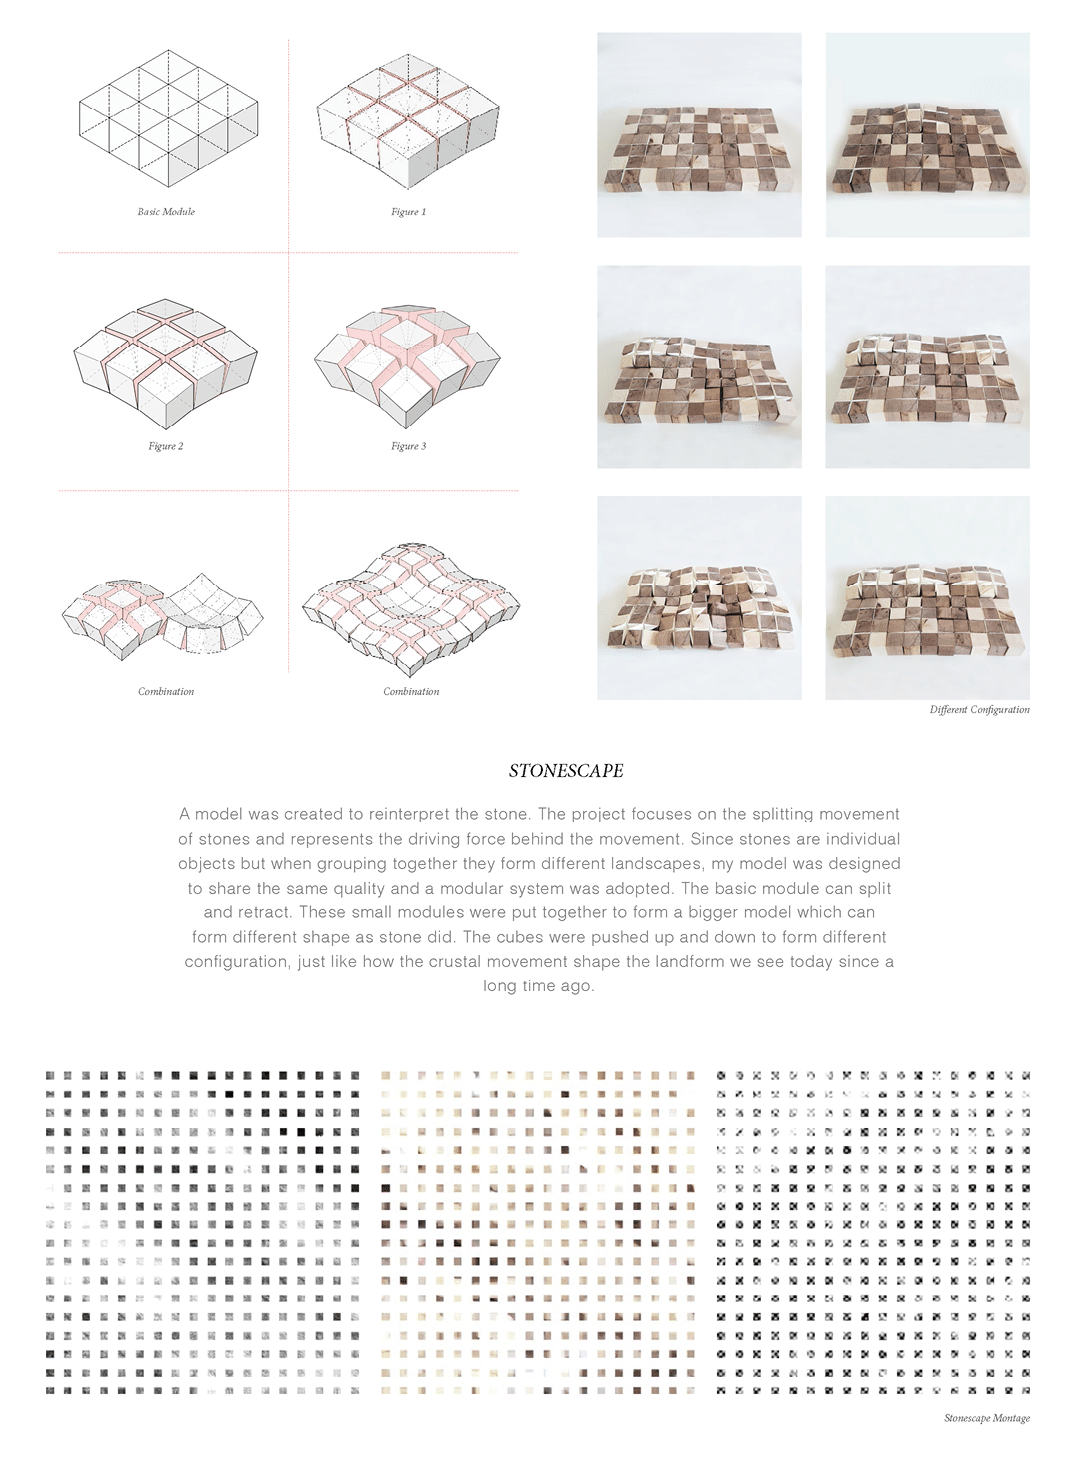 Basic Module
Figure 1
Figure 2
Figure 3
Combination
Combination
Different Configuration
STONESCAPE
A model was created to reinterpret the stone. The project focuses on the splitting movement
of stones and represents the driving force behind the movement. Since stones are individual
objects but when grouping together they form different landscapes, my model was designed
to share the same quality and a modular system was adopted. The basic module can split
and retract. These small modules were put together to form a bigger model which can
form different shape as stone did. The cubes were pushed up and down to form different
configuration, just like how the crustal movement shape the landform we see today since a
long time ago.
Stonescape Montage